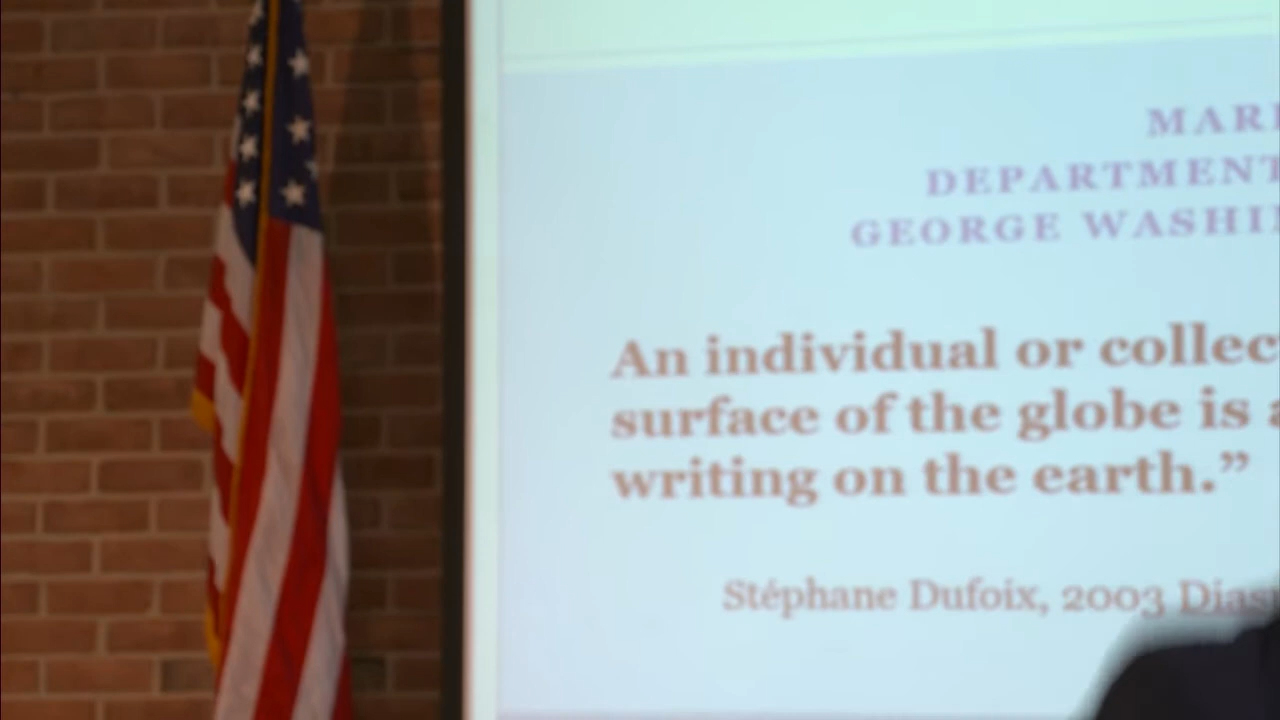 MAR
DEPARTMENT
GEORGE WASHI
An individual or collec
surface of the globe is a
writing on the earth.”
Stéphane Dufoix, 2003 Dias